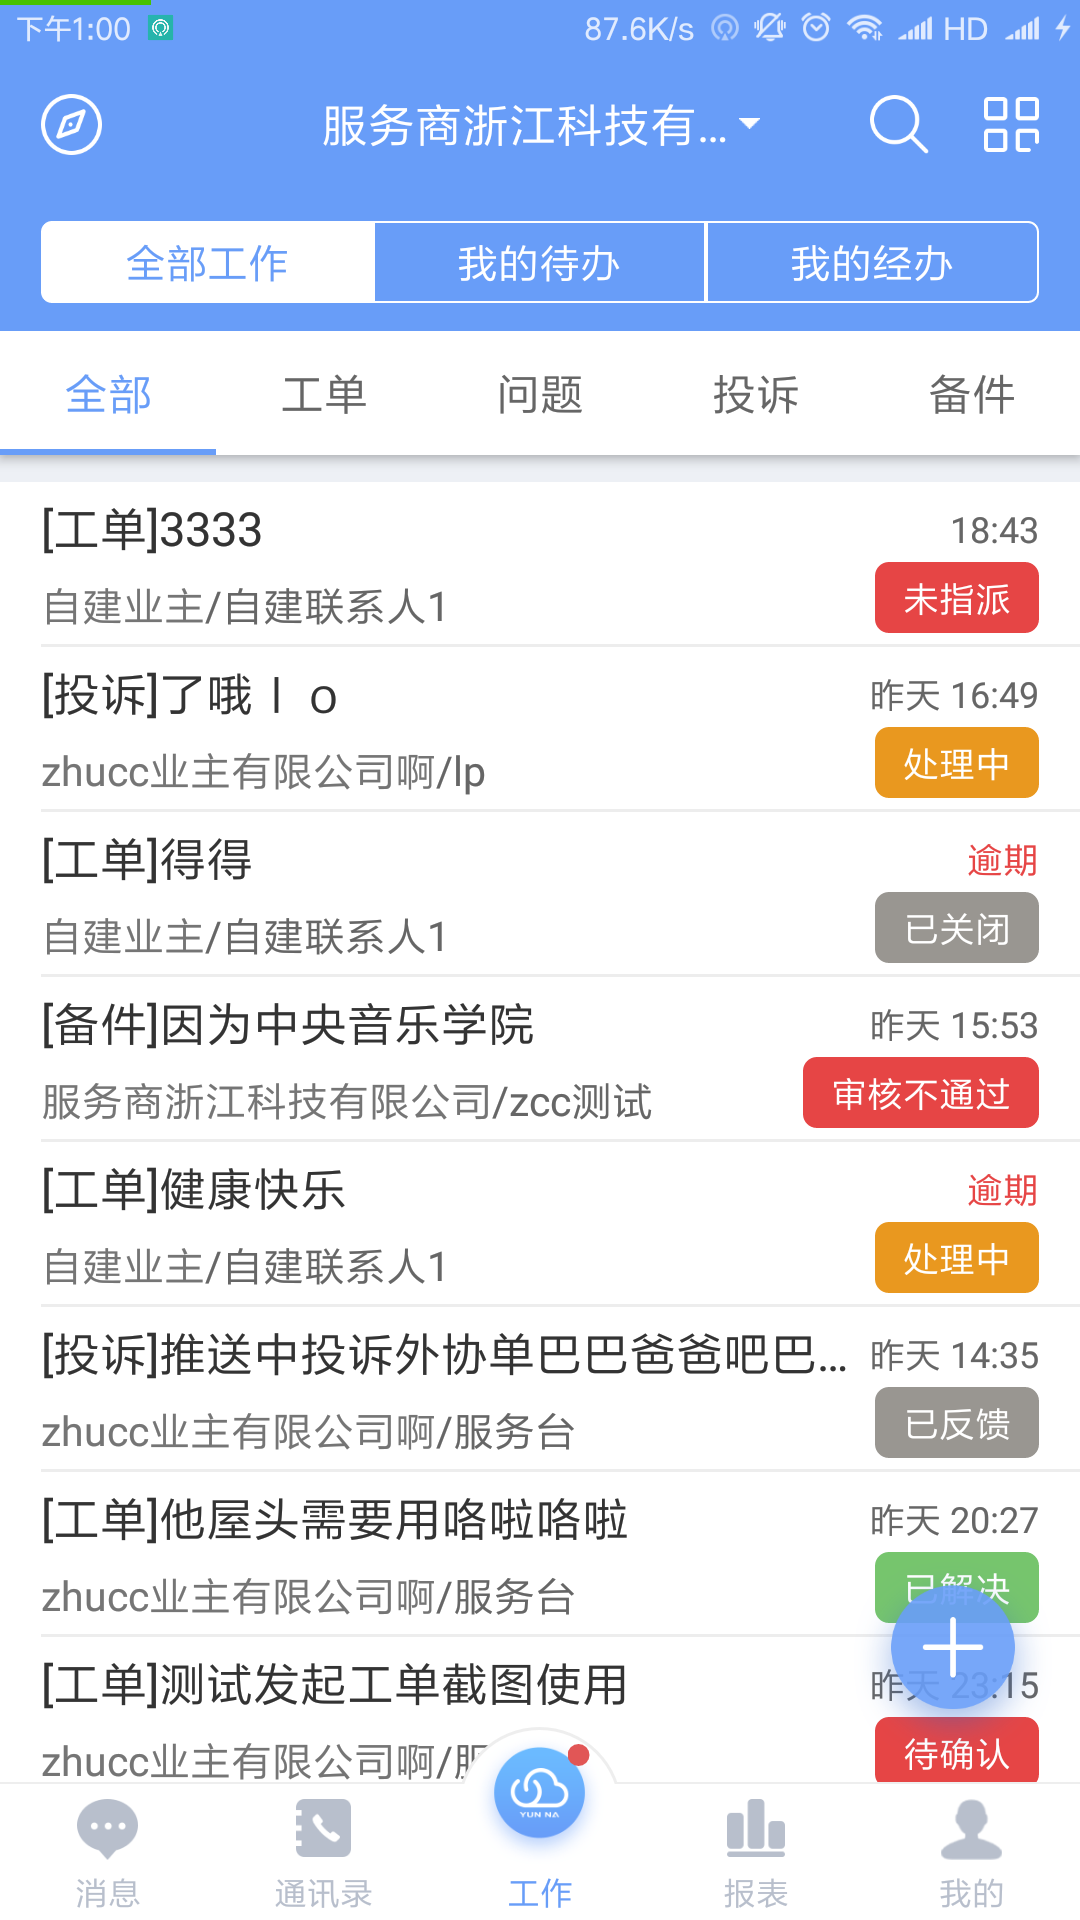 下午1:00 87.6K/s HD
服务商浙江科技有...
全部工作 我的待办 我的经办
全部 工单 问题 投诉 备件
[工单]3333 18:43
自建业主/自建联系人1 未指派
[投诉]了哦ｌｏ 昨天 16:49
zhucc业主有限公司啊/lp 处理中
[工单]得得 逾期
自建业主/自建联系人1 已关闭
[备件]因为中央音乐学院 昨天 15:53
服务商浙江科技有限公司/zcc测试 审核不通过
[工单]健康快乐 逾期
自建业主/自建联系人1 处理中
[投诉]推送中投诉外协单巴巴爸爸吧巴... 昨天 14:35
zhucc业主有限公司啊/服务台 已反馈
[工单]他屋头需要用咯啦咯啦 昨天 20:27
zhucc业主有限公司啊/服务台 已解决
[工单]测试发起工单截图使用 昨天 23:15
zhucc业主有限公司啊/服 待确认
YUN NA
消息 通讯录 工作 报表 我的